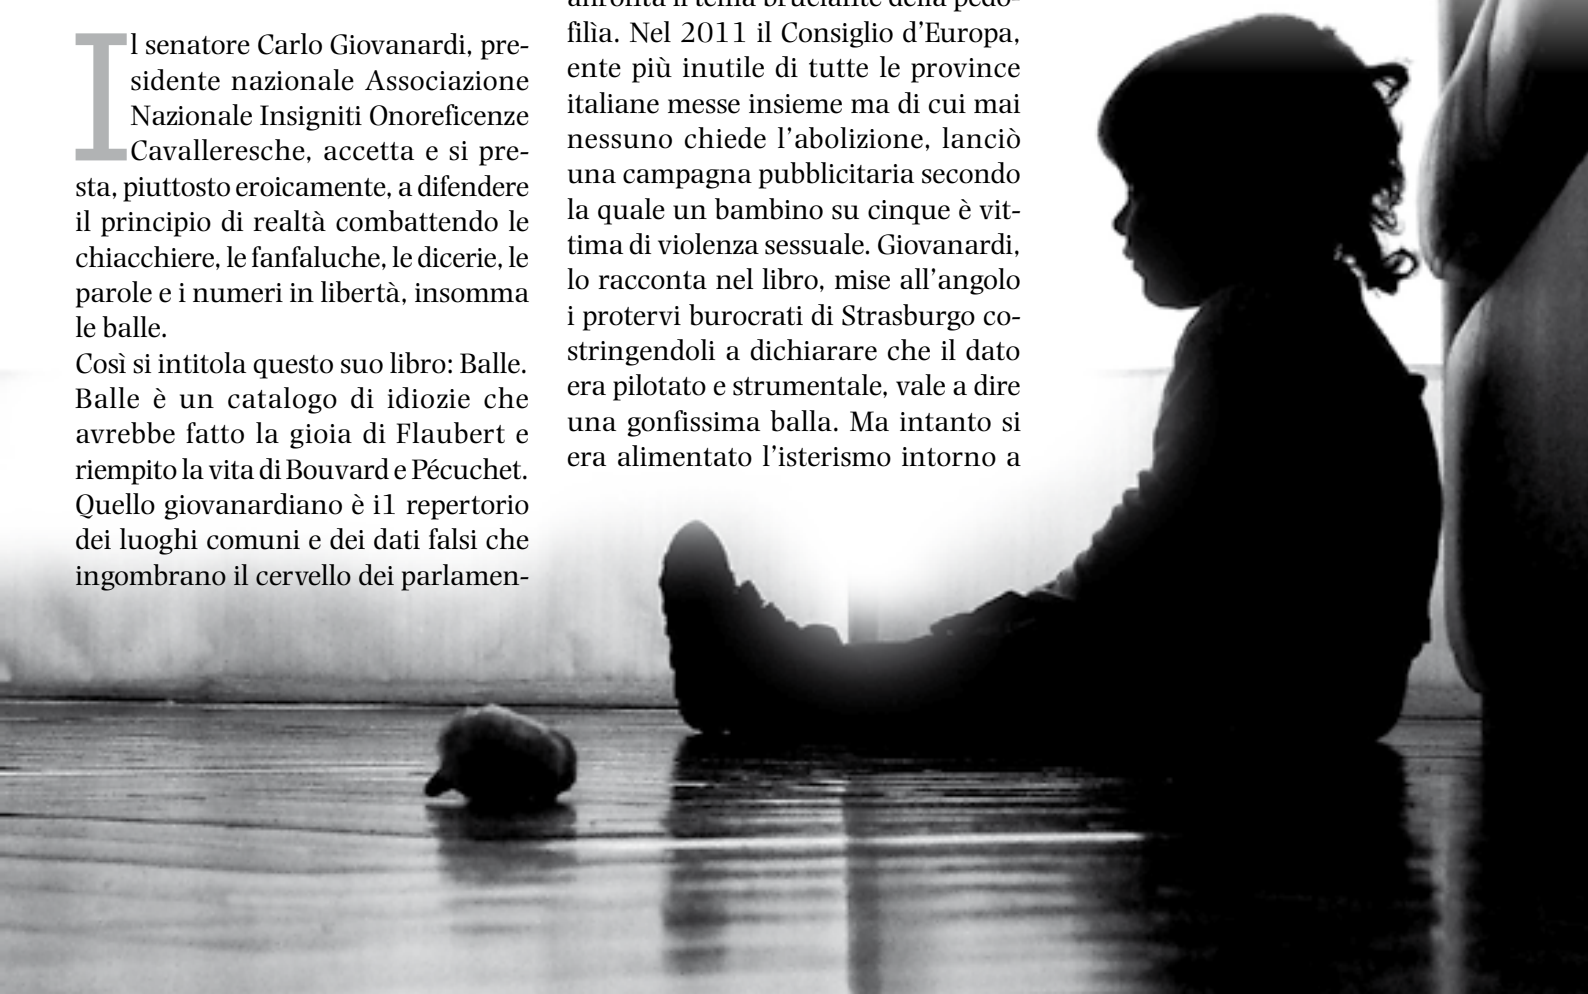 Il senatore Carlo Giovanardi, pre-
sidente nazionale Associazione
Nazionale Insigniti Onoreficenze
Cavalleresche, accetta e si pre-
sta, piuttosto eroicamente, a difendere
il principio di realtà combattendo le
chiacchiere, le fanfaluche, le dicerie, le
parole e i numeri in libertà, insomma
le balle.
Così si intitola questo suo libro: Balle.
Balle è un catalogo di idiozie che
avrebbe fatto la gioia di Flaubert e
riempito la vita di Bouvard e Pécuchet.
Quello giovanardiano è i1 repertorio
dei luoghi comuni e dei dati falsi che
ingombrano il cervello dei parlamen-
affronta il tema bruciante della pedo-
filìa. Nel 2011 il Consiglio d'Europa,
ente più inutile di tutte le province
italiane messe insieme ma di cui mai
nessuno chiede l'abolizione, lanciò
una campagna pubblicitaria secondo
la quale un bambino su cinque è vit-
tima di violenza sessuale. Giovanardi,
lo racconta nel libro, mise all'angolo
i protervi burocrati di Strasburgo co-
stringendoli a dichiarare che il dato
era pilotato e strumentale, vale a dire
una gonfissima balla. Ma intanto si
era alimentato l'isterismo intorno a